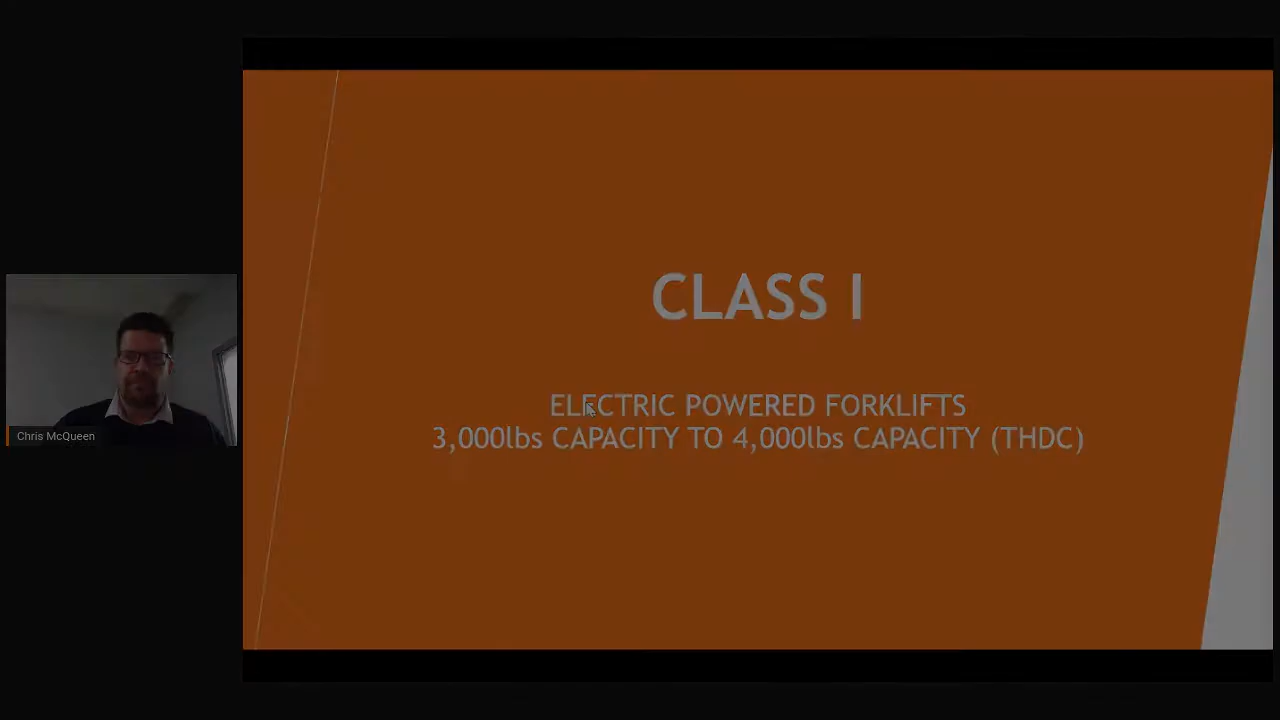 CLASS I
ELECTRIC POWERED FORKLIFTS
3,000lbs CAPACITY TO 4,000lbs CAPACITY (THDC)
Chris McQueen